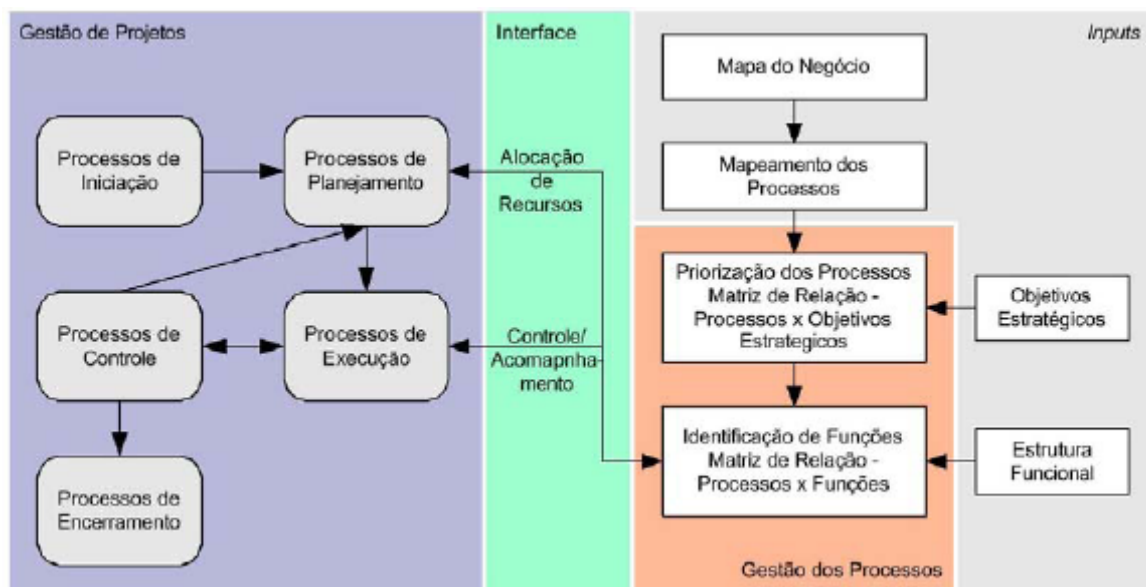 Gestão de Projetos
Processos de
Iniciação
Processos de
Planejamento
Processos de
Controle
Processos de
Execução
Processos de
Encerramento
Interface
Alocação
de
Recursos
Controle/
Acomapnha-
mento
Inputs
Mapa do Negócio
Mapeamento dos
Processos
Priorização dos Processos
Matriz de Relação -
Processos x Objetivos
Estrategicos
Objetivos
Estratégicos
Identificação de Funções
Matriz de Relação -
Processos x Funções
Estrutura
Funcional
Gestão dos Processos